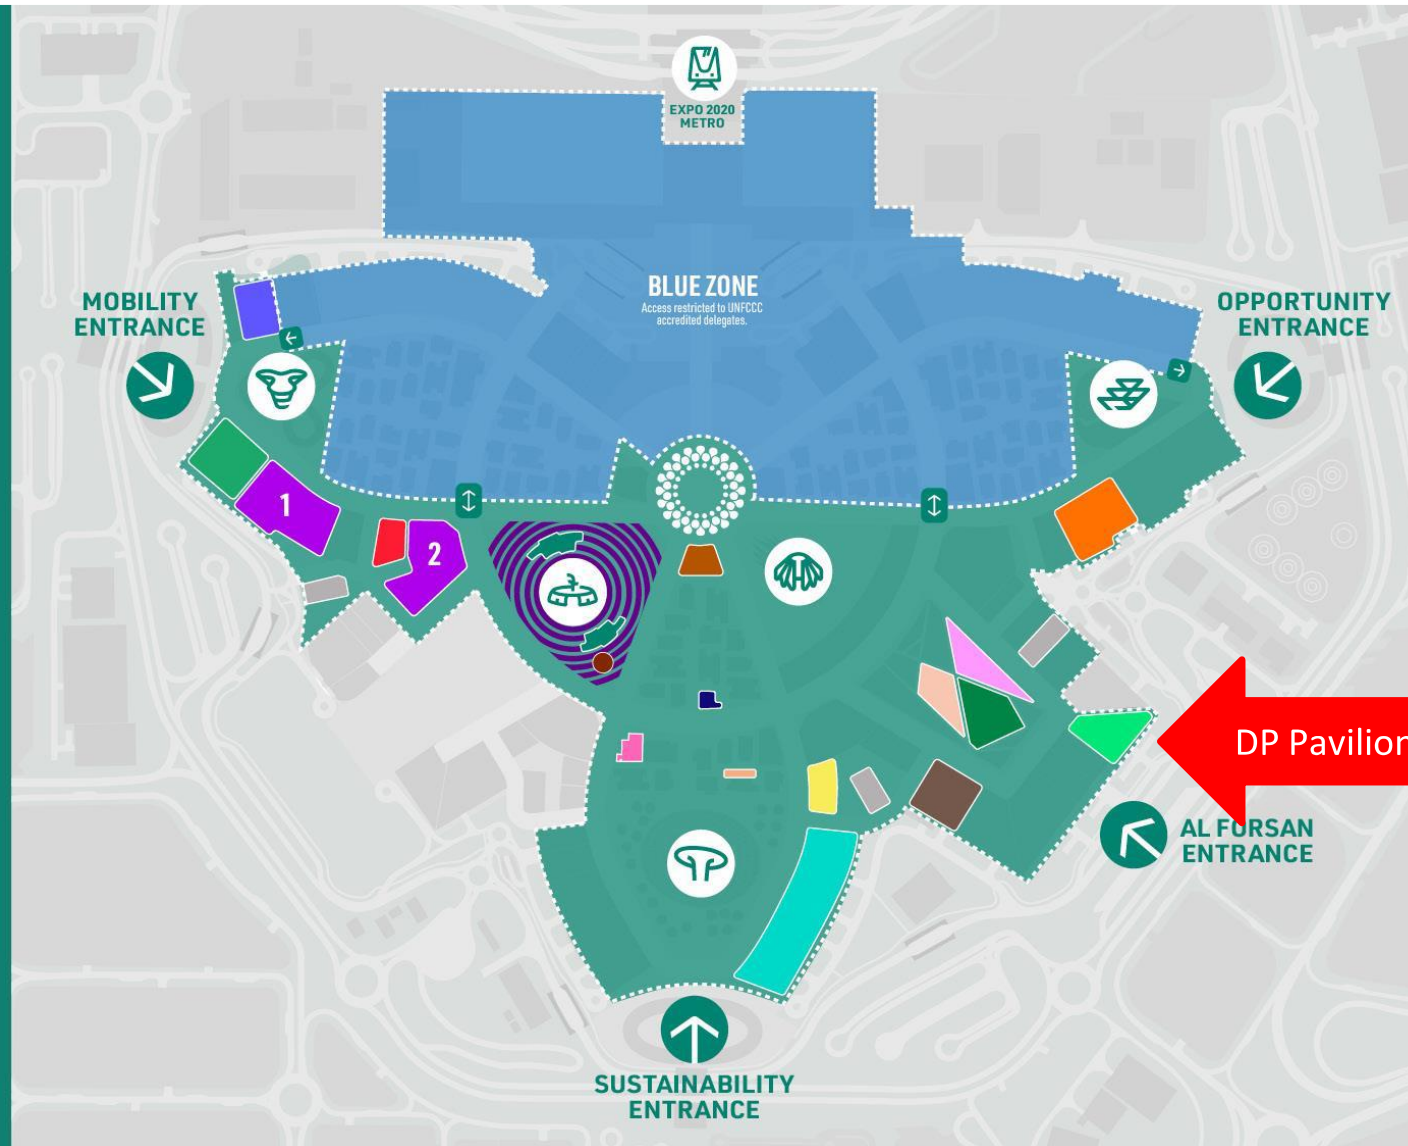 EXPO 2020
METRO
BLUE ZONE
Access restricted to UNFCCC
accredited delegates.
MOBILITY
ENTRANCE
OPPORTUNITY
ENTRANCE
1
2
DP Pavilion
AL FORSAN
ENTRANCE
SUSTAINABILITY
ENTRANCE